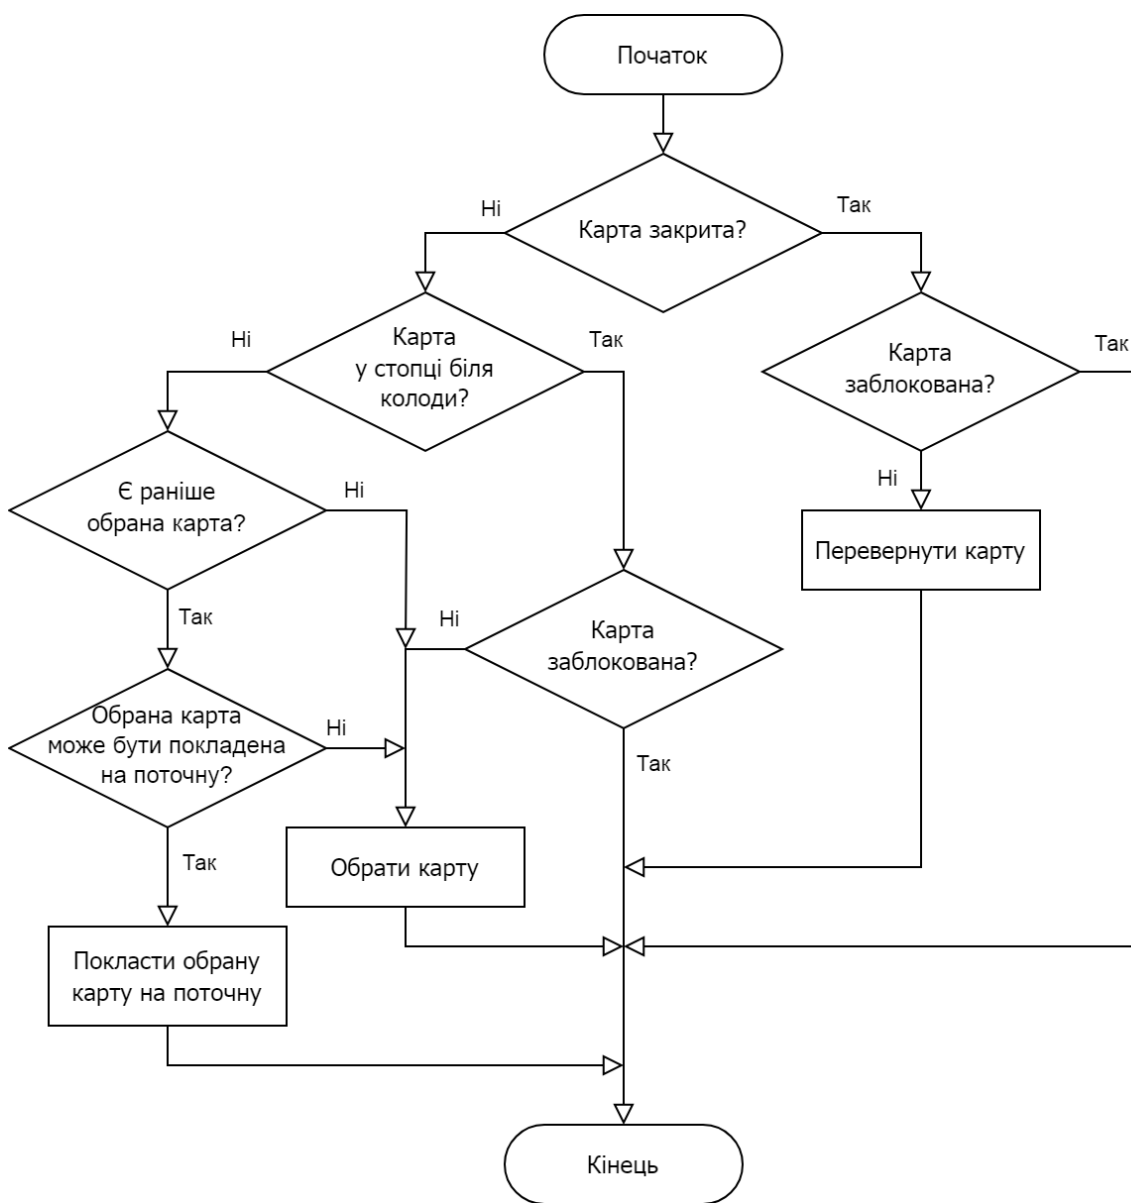 Початок
Ні
Так
Карта закрита?
Ні
Карта
у стопці біля
колоди?
Так
Карта
заблокована?
Так
Є раніше
обрана карта?
Ні
Ні
Перевернути карту
Так
Ні
Карта
заблокована?
Обрана карта
може бути покладена
на поточну?
Ні
Так
Так
Обрати карту
Покласти обрану
карту на поточну
Кінець